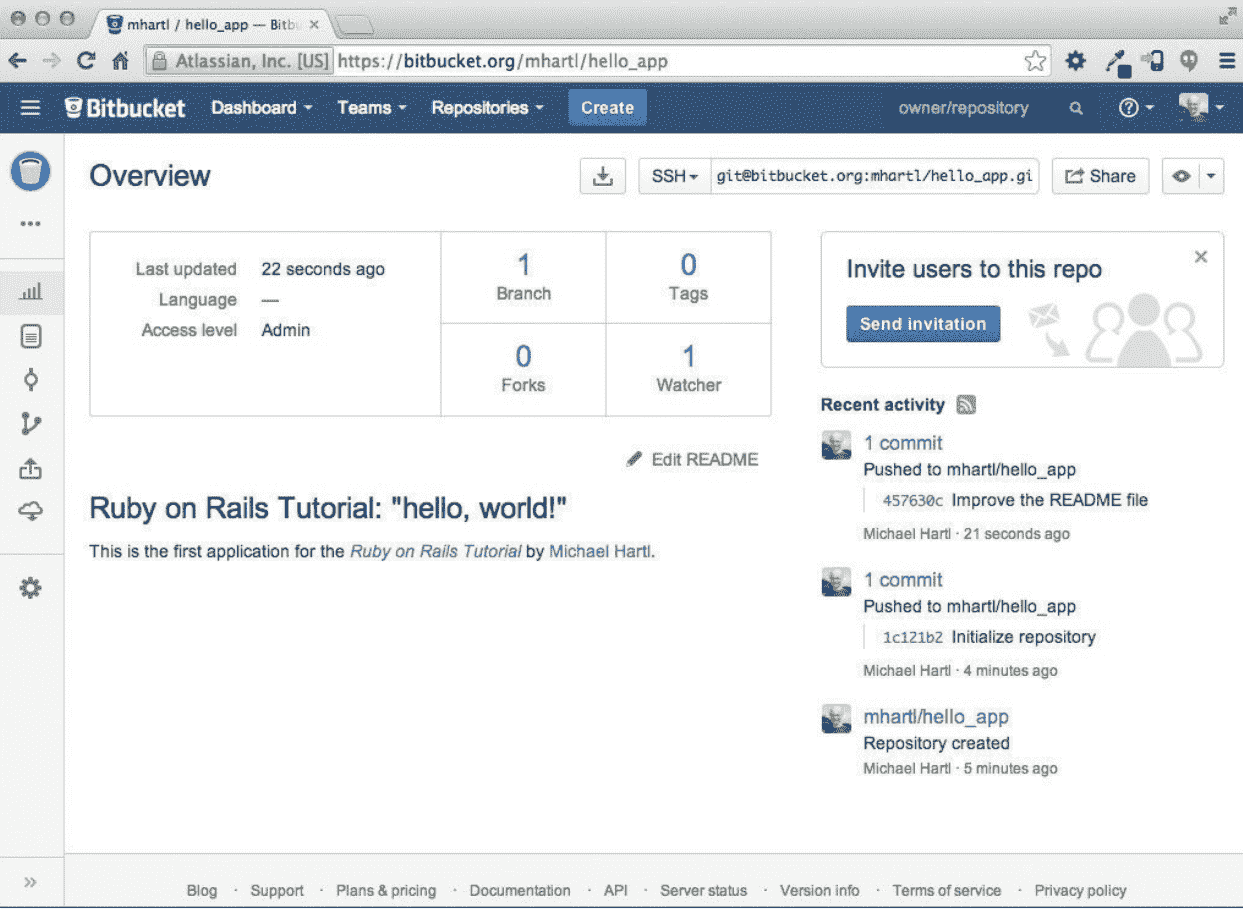 mhartl / hello_app — Bitb
Atlassian, Inc. [US] https://bitbucket.org/mhartl/hello_app
Bitbucket Dashboard Teams Repositories Create owner/repository
Overview
SSH git@bitbucket.org:mhartl/hello_app.gi Share
Last updated 22 seconds ago
Language —
Access level Admin
1
Branch
0
Tags
0
Forks
1
Watcher
Edit README
Ruby on Rails Tutorial: "hello, world!"
This is the first application for the Ruby on Rails Tutorial by Michael Hartl.
Invite users to this repo
Send invitation
Recent activity
1 commit
Pushed to mhartl/hello_app
457630c Improve the README file
Michael Hartl · 21 seconds ago
1 commit
Pushed to mhartl/hello_app
1c121b2 Initialize repository
Michael Hartl · 4 minutes ago
mhartl/hello_app
Repository created
Michael Hartl · 5 minutes ago
Blog · Support · Plans & pricing · Documentation · API · Server status · Version info · Terms of service · Privacy policy